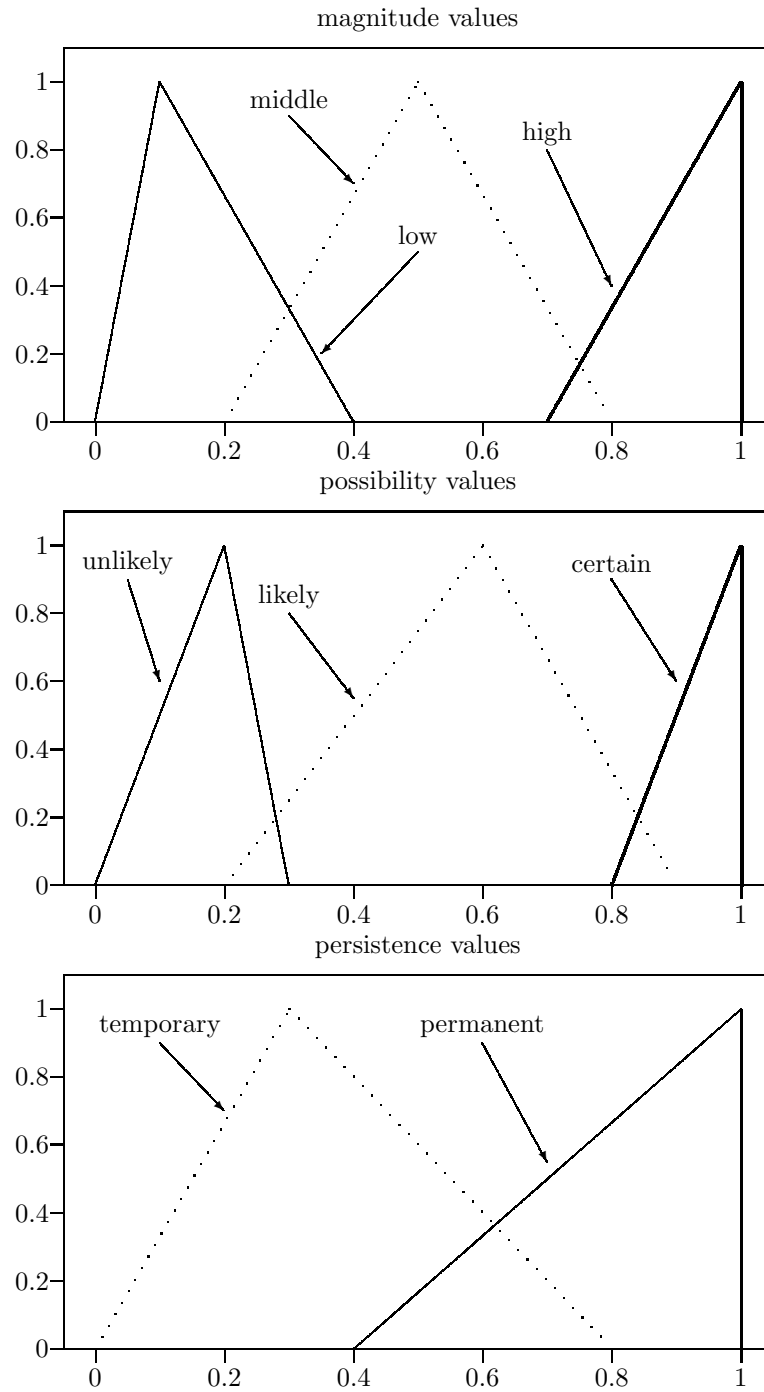 magnitude values
1
middle
high
0.8
0.6
low
0.4
0.2
0
0 0.2 0.4 0.6 0.8 1
possibility values
1
unlikely
certain
likely
0.8
0.6
0.4
0.2
0
0 0.2 0.4 0.6 0.8 1
persistence values
1
temporary permanent
0.8
0.6
0.4
0.2
0
0 0.2 0.4 0.6 0.8 1